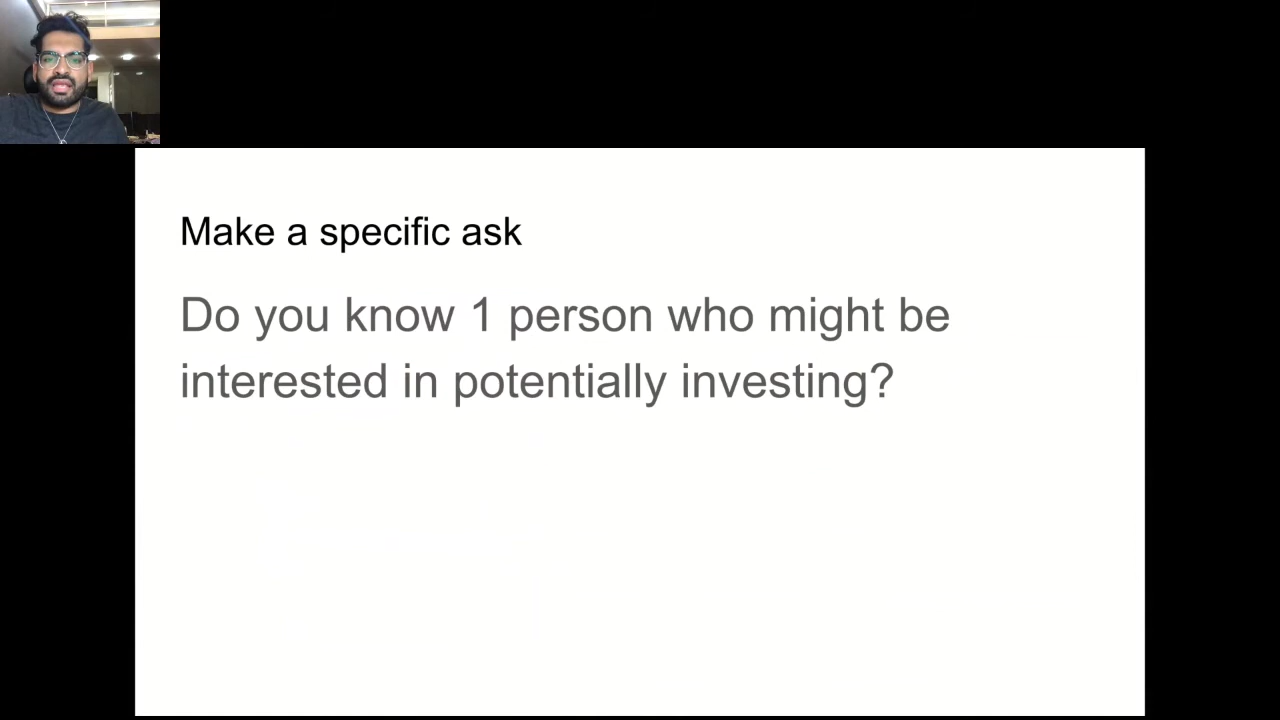 Make a specific ask
Do you know 1 person who might be
interested in potentially investing?